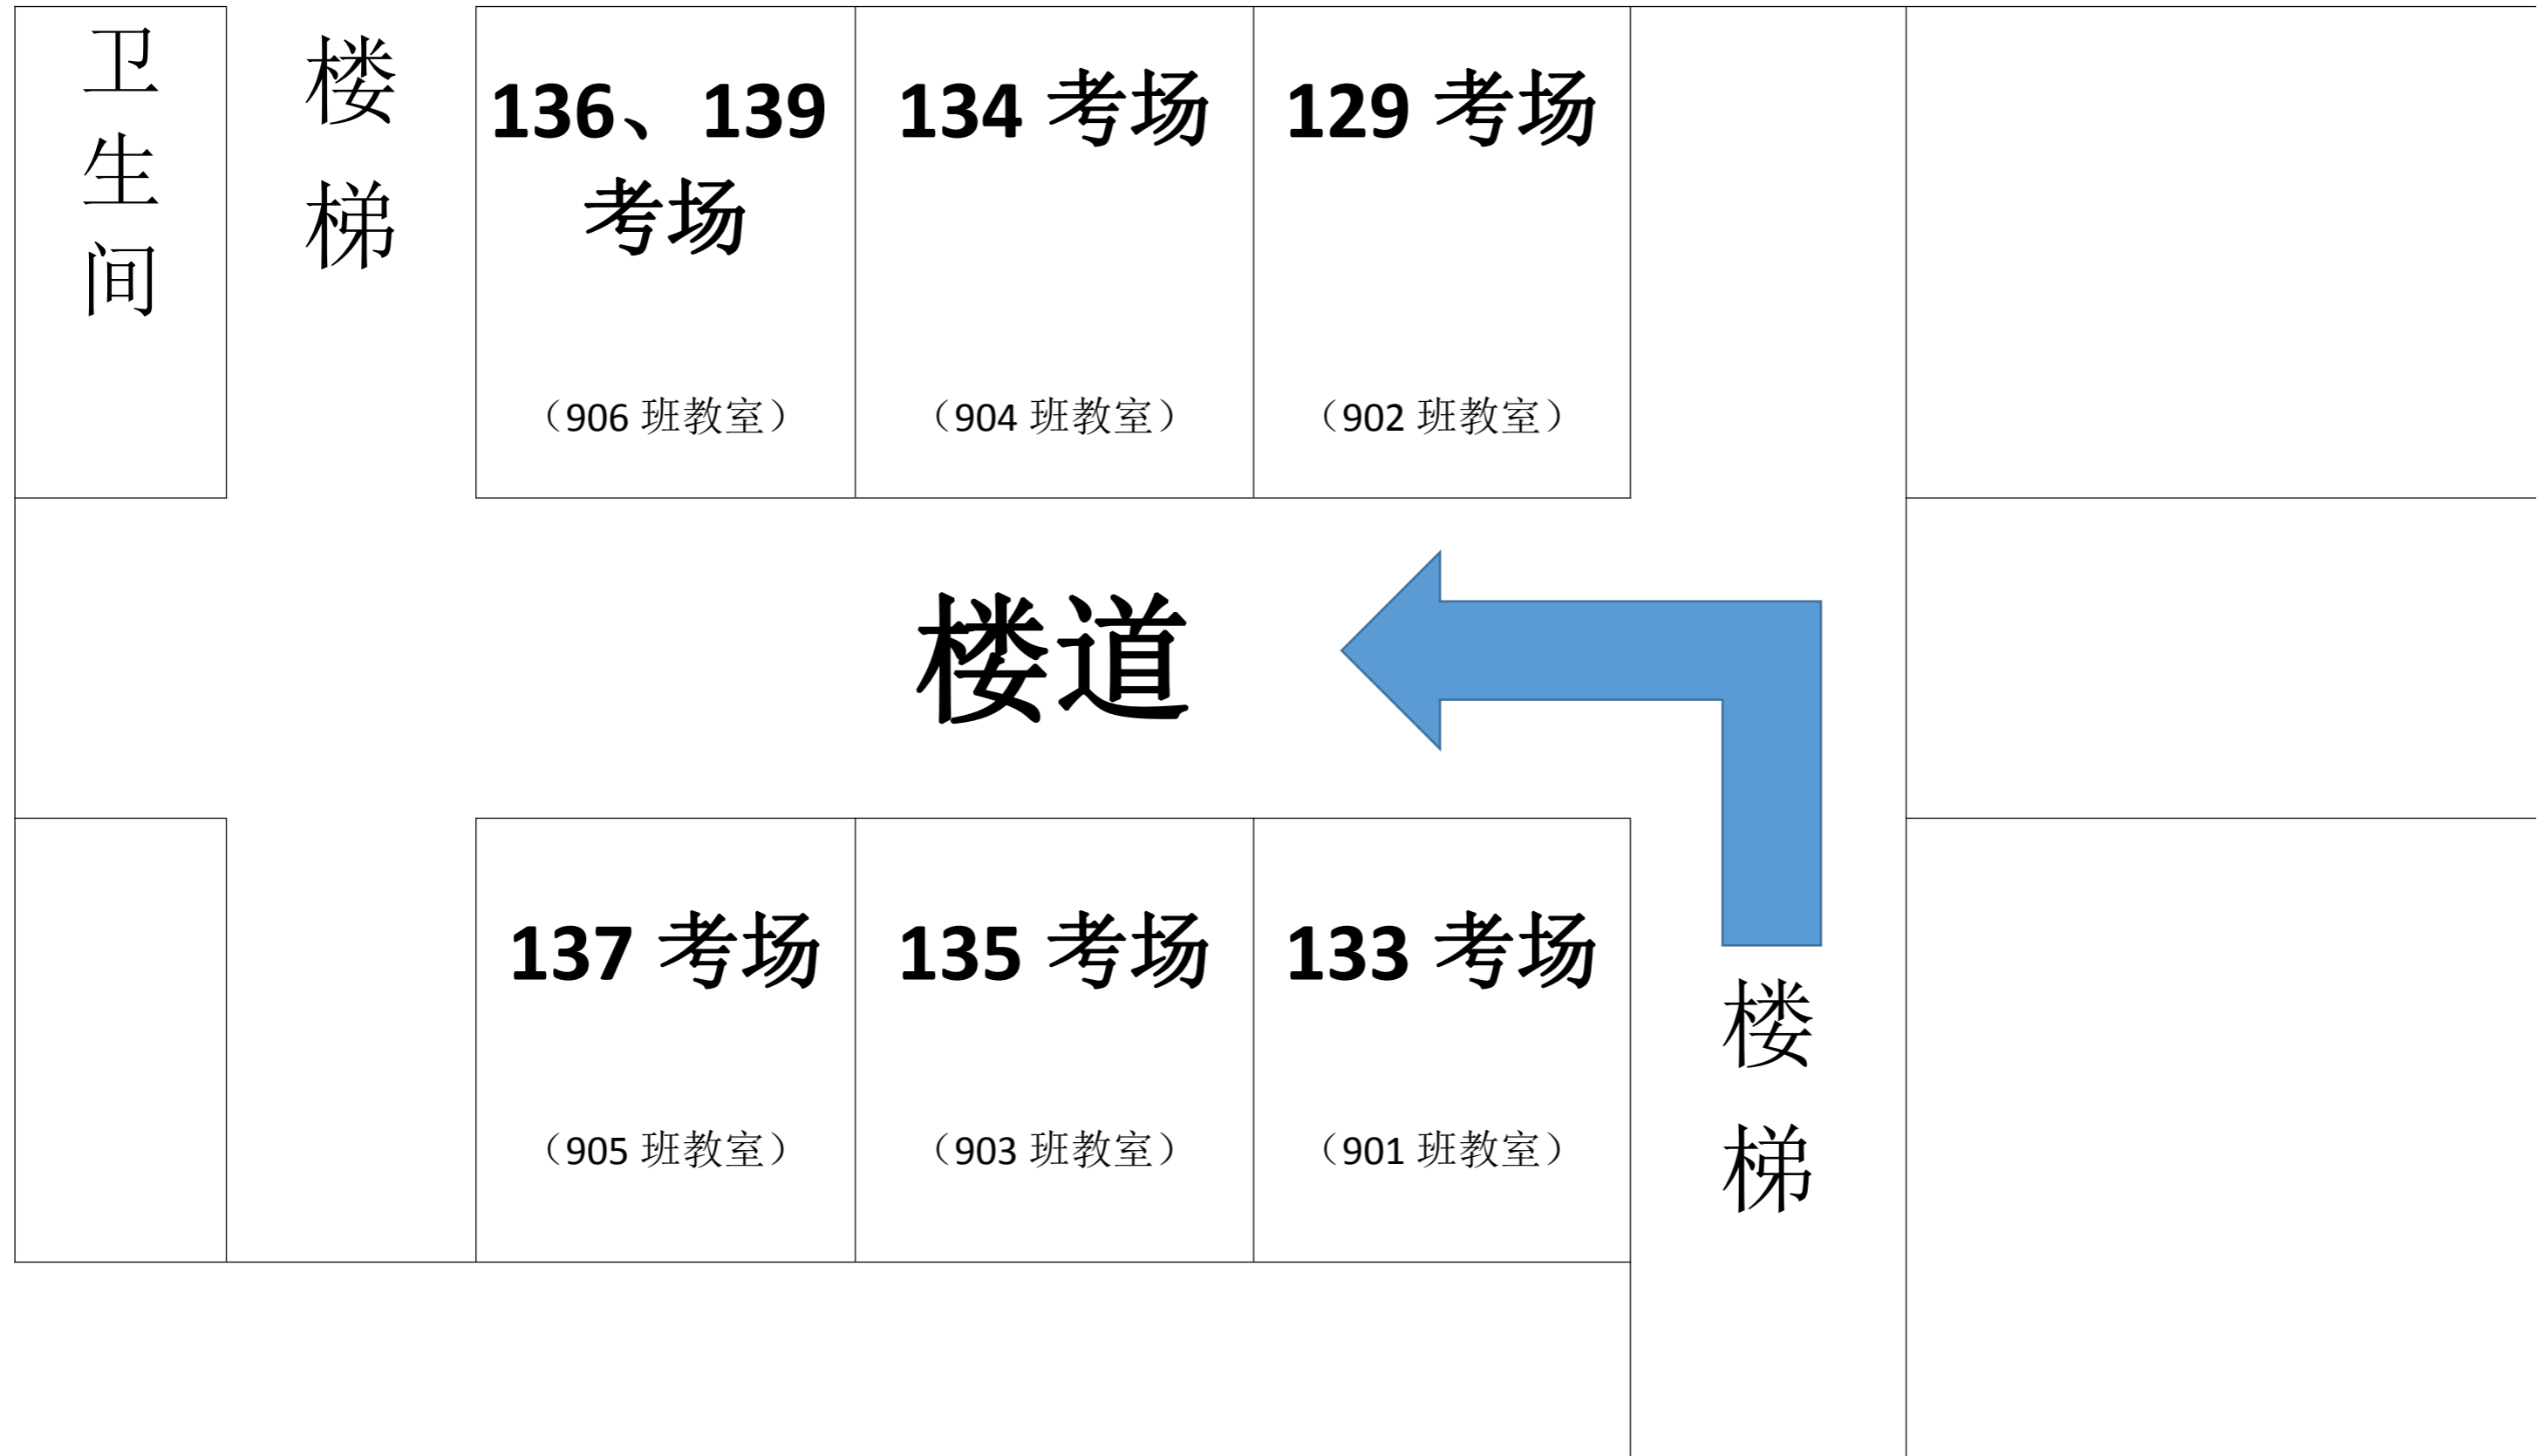 卫生间
楼梯
136、139
考场
（906 班教室）
134 考场
（904 班教室）
129 考场
（902 班教室）
楼道
137 考场
（905 班教室）
135 考场
（903 班教室）
133 考场
（901 班教室）
楼梯